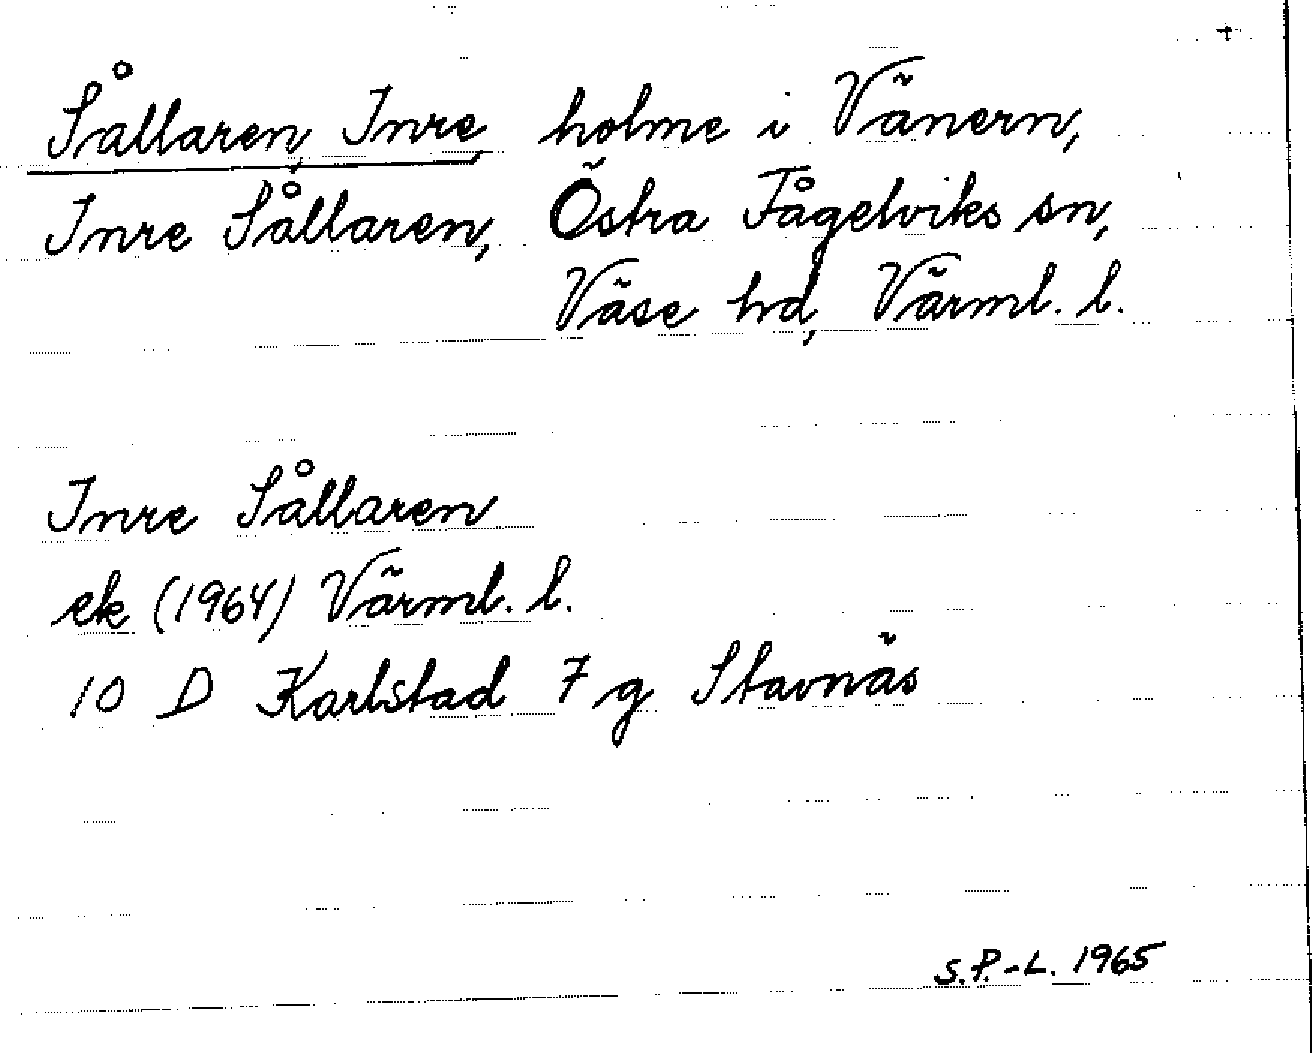 Sållaren, Inre, holme i Vänern,
Inre Sållaren, Östra Fågelviks sn,
Väse hd, Värml. l.
Inre Sållaren
ek (1964) Värml. l.
10 D Karlstad 7 g Stavnäs
S.P.-L. 1965